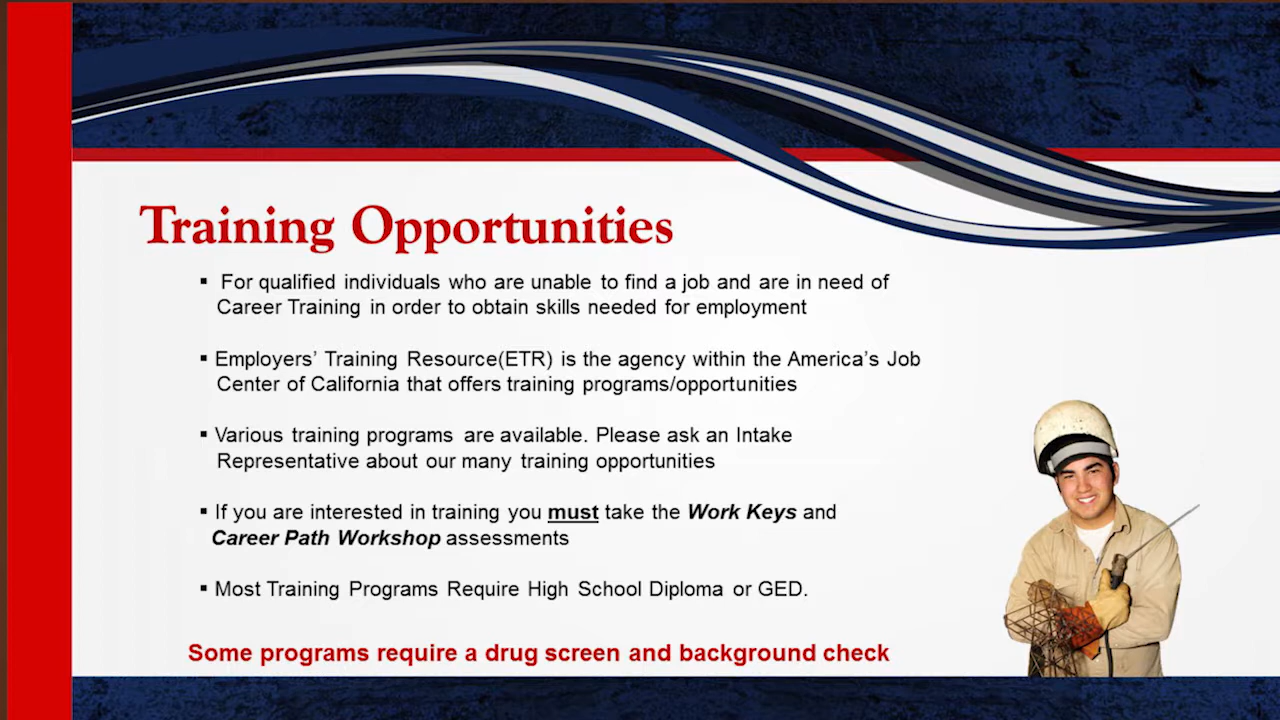 Training Opportunities
▪ For qualified individuals who are unable to find a job and are in need of
Career Training in order to obtain skills needed for employment
▪ Employers’ Training Resource(ETR) is the agency within the America’s Job
Center of California that offers training programs/opportunities
▪ Various training programs are available. Please ask an Intake
Representative about our many training opportunities
▪ If you are interested in training you must take the Work Keys and
Career Path Workshop assessments
▪ Most Training Programs Require High School Diploma or GED.
Some programs require a drug screen and background check